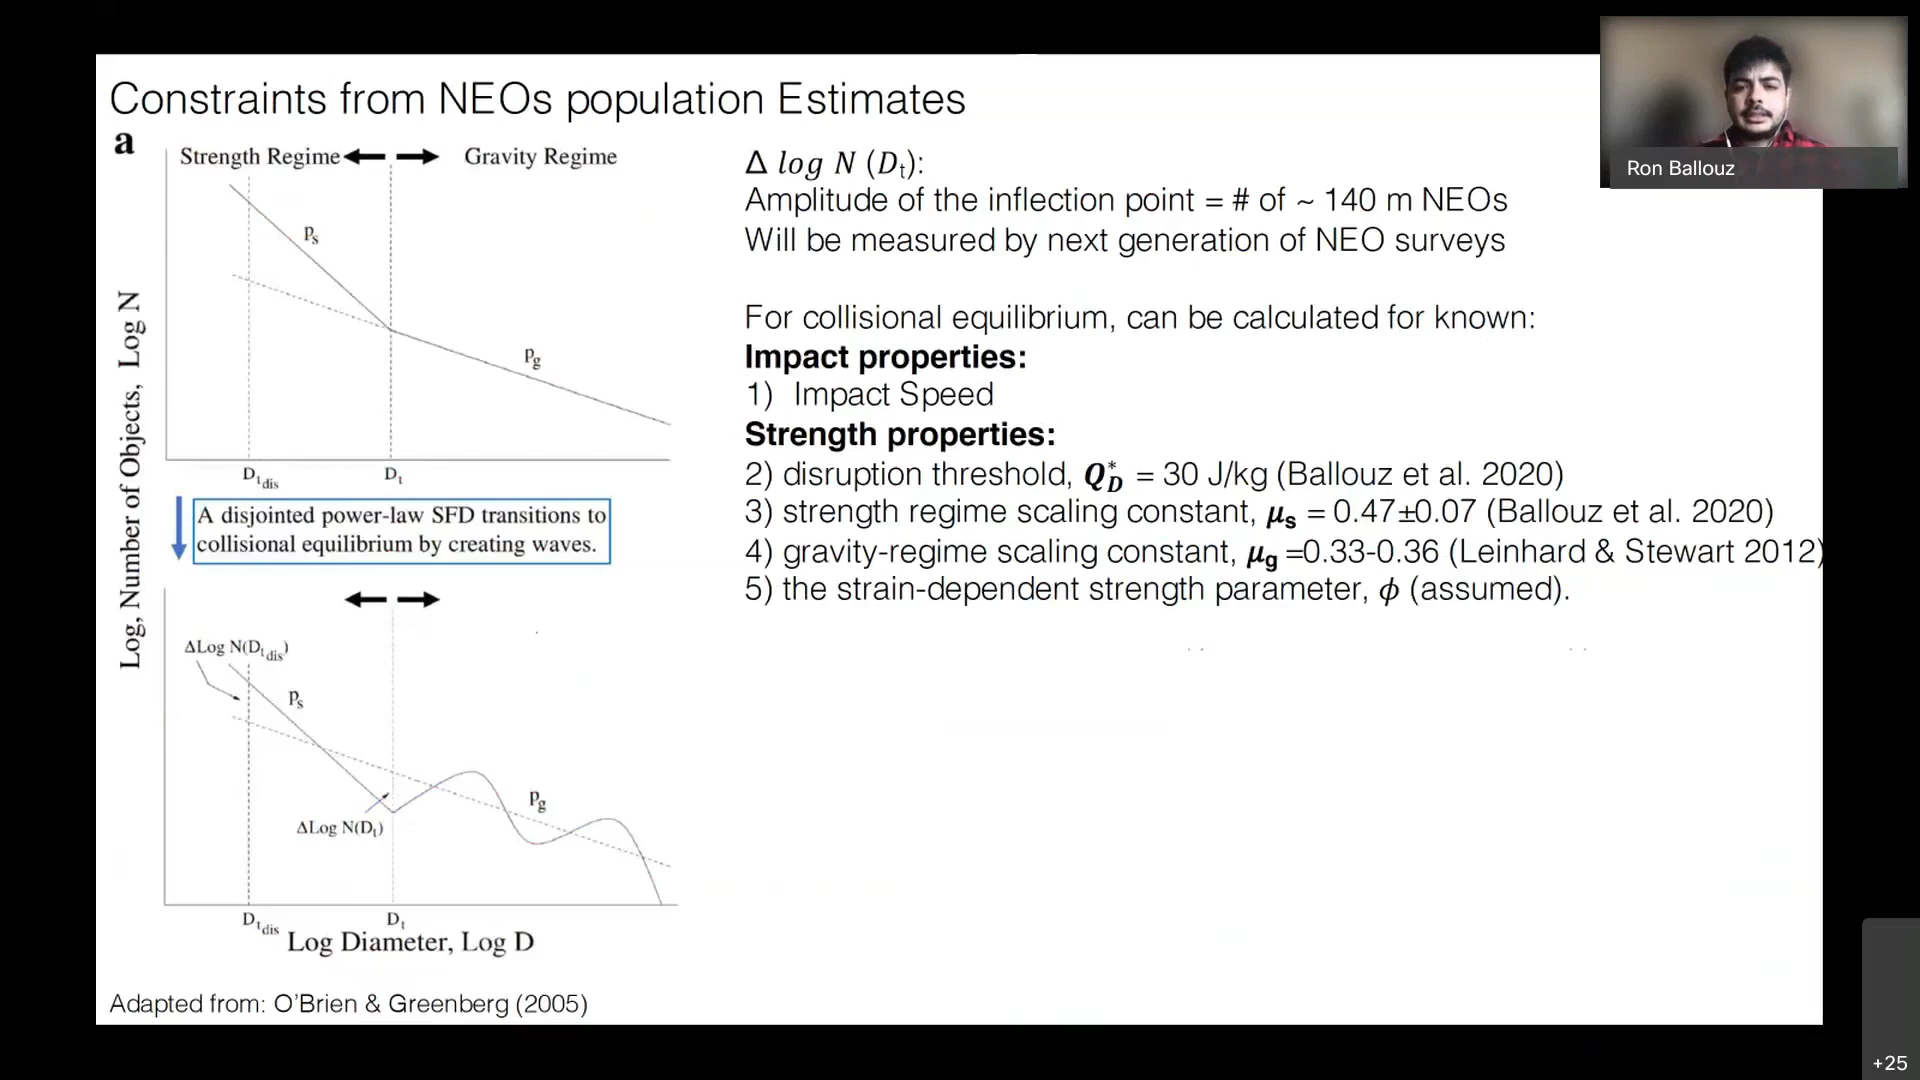 Constraints from NEOs population Estimates
a
Strength Regime
Gravity Regime
ps
pg
Dtdis
Dt
Log, Number of Objects, Log N
A disjointed power-law SFD transitions to
collisional equilibrium by creating waves.
ΔLog N(Dtdis)
ps
pg
ΔLog N(Dt)
Dtdis
Dt
Log Diameter, Log D
Adapted from: O'Brien & Greenberg (2005)
Δ log N (Dt):
Amplitude of the inflection point = # of ~ 140 m NEOs
Will be measured by next generation of NEO surveys
For collisional equilibrium, can be calculated for known:
Impact properties:
1) Impact Speed
Strength properties:
2) disruption threshold, Q*D = 30 J/kg (Ballouz et al. 2020)
3) strength regime scaling constant, μs = 0.47±0.07 (Ballouz et al. 2020)
4) gravity-regime scaling constant, μg =0.33-0.36 (Leinhard & Stewart 2012)
5) the strain-dependent strength parameter, ϕ (assumed).
Ron Ballouz
+25